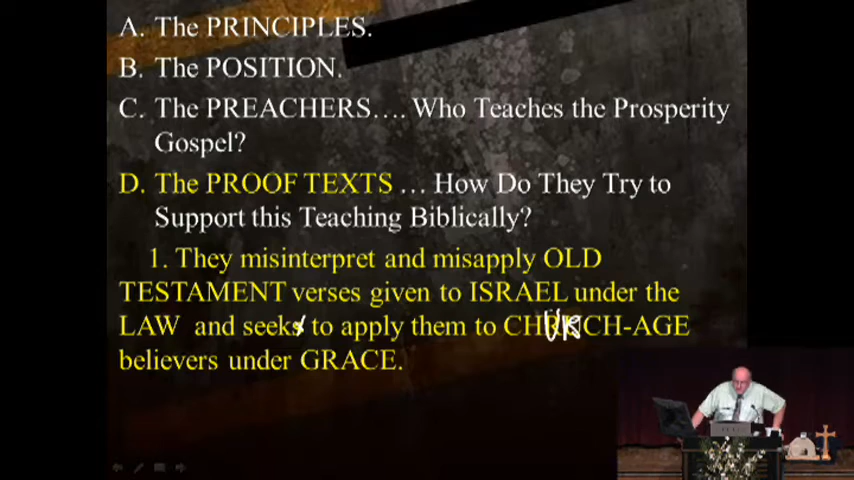 A. The PRINCIPLES.
B. The POSITION.
C. The PREACHERS.... Who Teaches the Prosperity
Gospel?
D. The PROOF TEXTS ... How Do They Try to
Support this Teaching Biblically?
1. They misinterpret and misapply OLD
TESTAMENT verses given to ISRAEL under the
LAW and seeks to apply them to CHURCH-AGE
believers under GRACE.